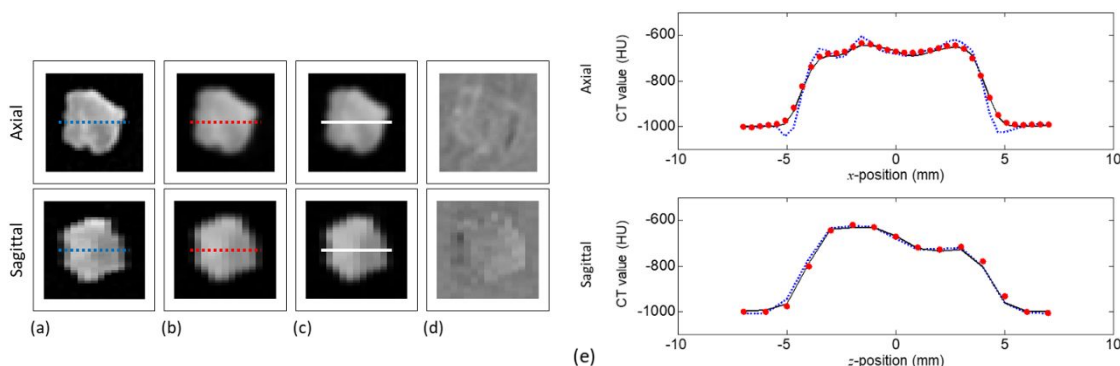 Axial
Sagittal
(a)
(b)
(c)
(d)
(e)
Axial
CT value (HU)
-600
-800
-1000
-10
-5
0
5
10
x-position (mm)
Sagittal
CT value (HU)
-600
-800
-1000
-10
-5
0
5
10
z-position (mm)